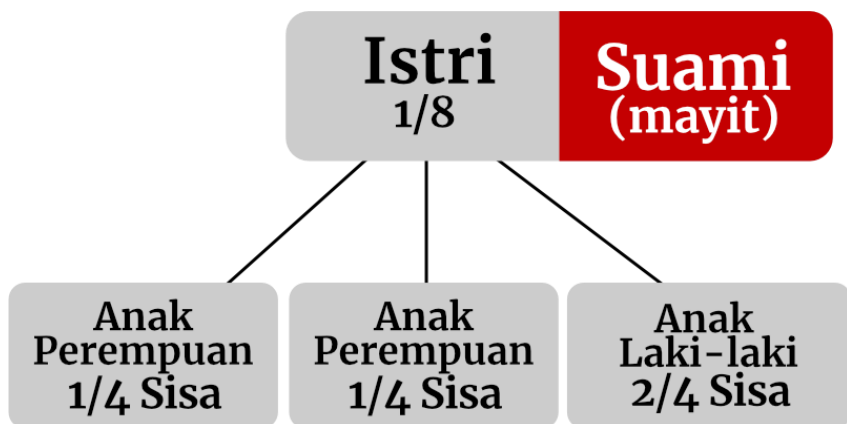 Istri
1/8
Suami
(mayit)
Anak
Perempuan
1/4 Sisa
Anak
Perempuan
1/4 Sisa
Anak
Laki-laki
2/4 Sisa